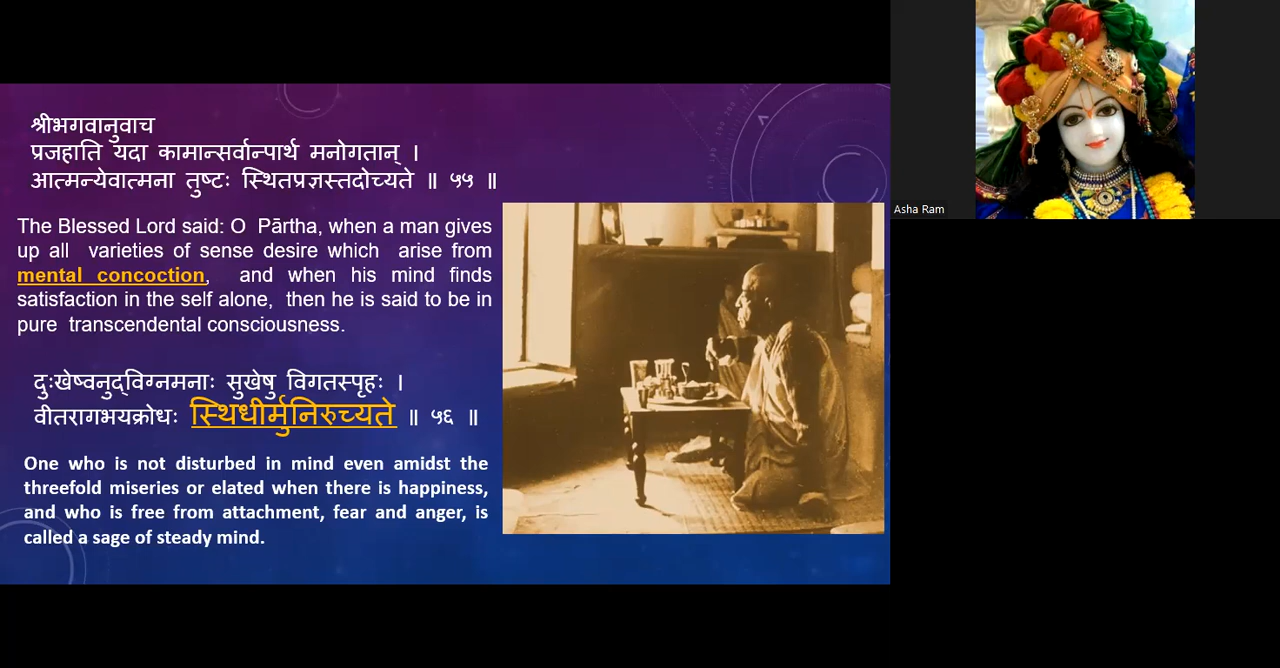 श्रीभगवानुवाच
प्रजहाति यदा कामान्सर्वान्पार्थ मनोगतान् ।
आत्मन्येवात्मना तुष्टः स्थितप्रज्ञस्तदोच्यते ॥ ५५ ॥
The Blessed Lord said: O Pārtha, when a man gives
up all varieties of sense desire which arise from
mental concoction, and when his mind finds
satisfaction in the self alone, then he is said to be in
pure transcendental consciousness.
दुःखेष्वनुद्‌विग्नमनाः सुखेषु विगतस्पृहः ।
वीतरागभयक्रोधः स्थिधीर्मुनिरुच्यते ॥ ५६ ॥
One who is not disturbed in mind even amidst the
threefold miseries or elated when there is happiness,
and who is free from attachment, fear and anger, is
called a sage of steady mind.
Asha Ram